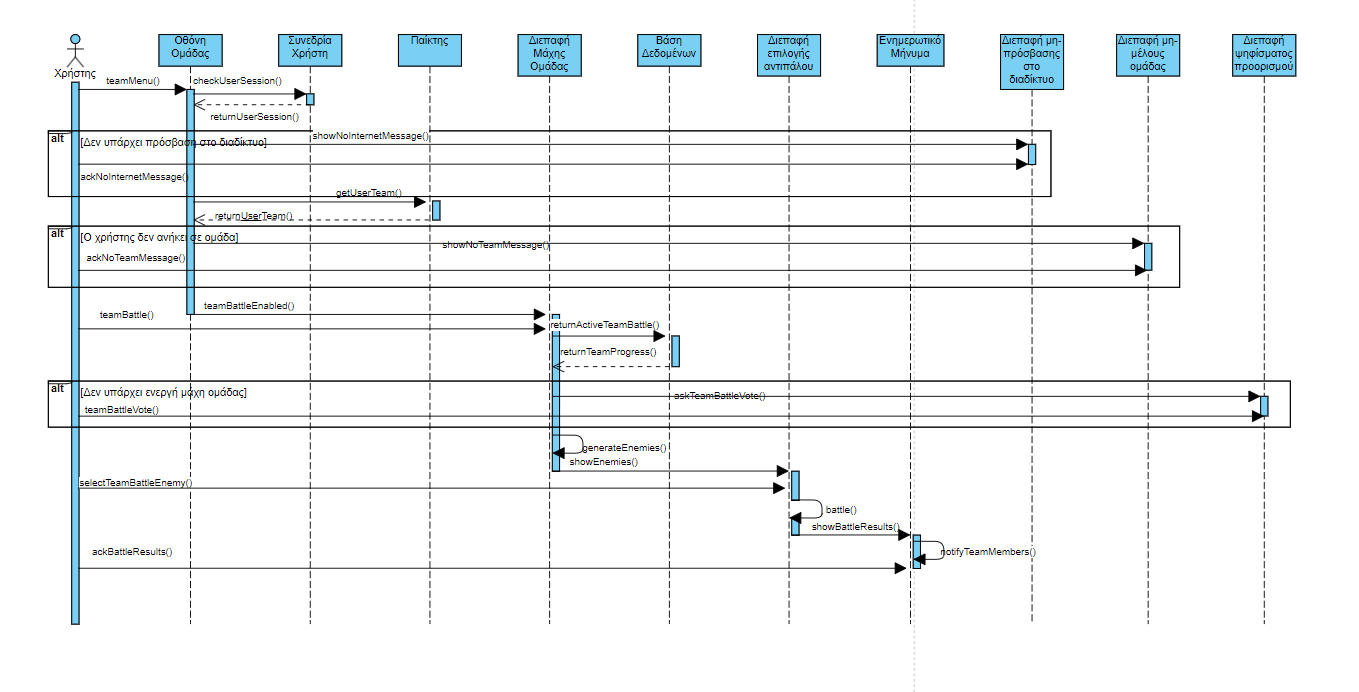 Χρήστης
Οθόνη
Ομάδας
Συνεδρία
Χρήστη
Παίκτης
Διεπαφή
Μάχης
Ομάδας
Βάση
Δεδομένων
Διεπαφή
επιλογής
αντιπάλου
Ενημερωτικό
Μήνυμα
Διεπαφή μη-
πρόσβασης
στο
διαδίκτυο
Διεπαφή μη-
μέλους
ομάδας
Διεπαφή
ψηφίσματος
προορισμού
teamMenu()
checkUserSession()
returnUserSession()
alt
[Δεν υπάρχει πρόσβαση στο διαδίκτυο]
showNoInternetMessage()
ackNoInternetMessage()
getUserTeam()
returnUserTeam()
alt
[Ο χρήστης δεν ανήκει σε ομάδα]
showNoTeamMessage()
ackNoTeamMessage()
teamBattleEnabled()
teamBattle()
returnActiveTeamBattle()
returnTeamProgress()
alt
[Δεν υπάρχει ενεργή μάχη ομάδας]
askTeamBattleVote()
teamBattleVote()
generateEnemies()
showEnemies()
selectTeamBattleEnemy()
battle()
showBattleResults()
ackBattleResults()
notifyTeamMembers()